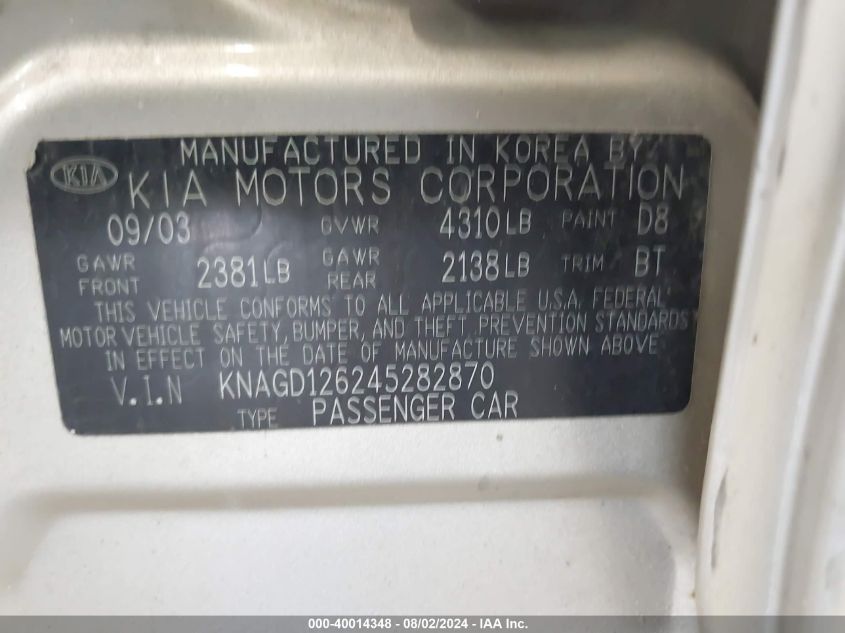 MANUFACTURED IN KOREA BY
KIA KIA MOTORS CORPORATION
09/03 GVWR 4310LB PAINT D8
GAWR FRONT 2381LB GAWR REAR 2138LB TRIM BT
THIS VEHICLE CONFORMS TO ALL APPLICABLE U.S.A. FEDERAL
MOTOR VEHICLE SAFETY, BUMPER, AND THEFT PREVENTION STANDARDS
IN EFFECT ON THE DATE OF MANUFACTURE SHOWN ABOVE
V.I.N KNAGD126245282870
TYPE PASSENGER CAR
000-40014348 - 08/02/2024 - IAA Inc.